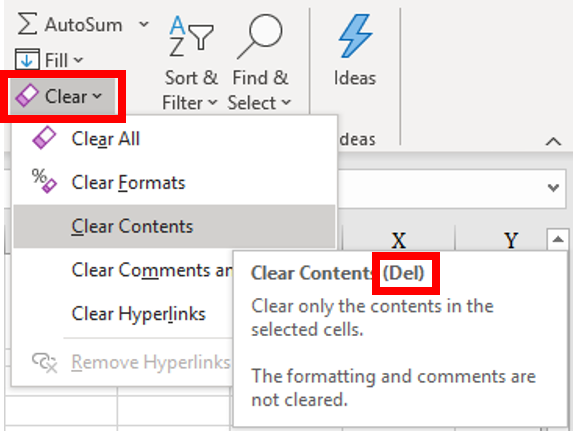 ∑ AutoSum
Fill
Clear
Sort &
Filter
Find &
Select
Ideas
deas
Clear All
Clear Formats
Clear Contents
Clear Comments an
Clear Hyperlinks
Remove Hyperlinks
X Y
Clear Contents (Del)
Clear only the contents in the
selected cells.
The formatting and comments are
not cleared.